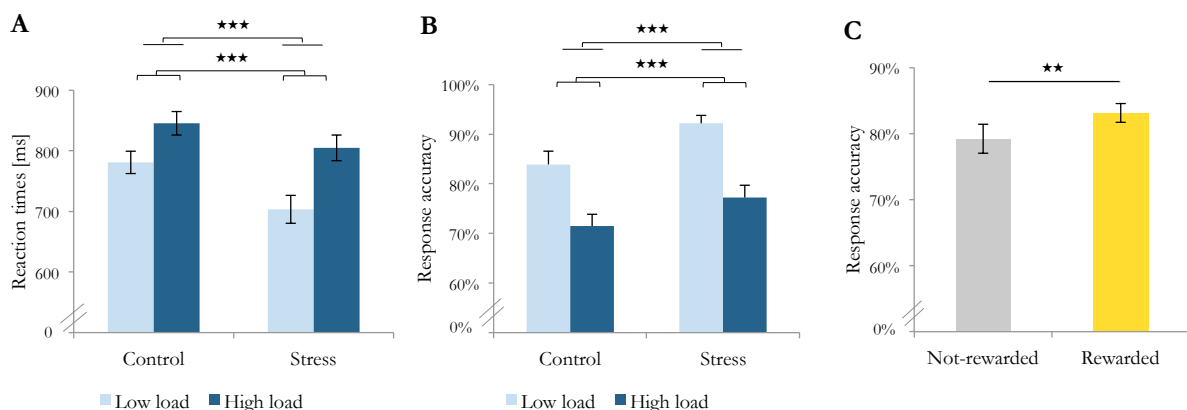 A
★★★
★★★
Reaction times [ms]
900
800
700
600
0
Control Stress
Low load High load
B
★★★
★★★
Response accuracy
100%
90%
80%
70%
60%
0%
Control Stress
Low load High load
C
★★
Response accuracy
90%
80%
70%
60%
0%
Not-rewarded Rewarded